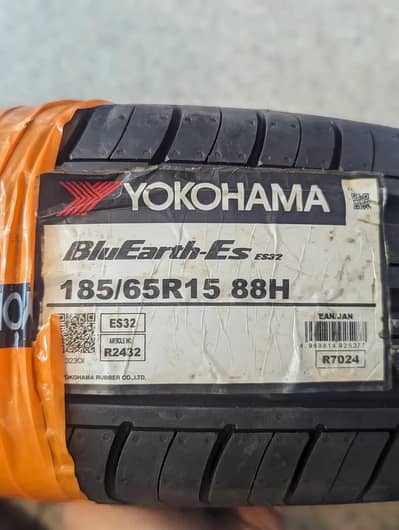 YOKOHAMA
BluEarth-Es ES32
185/65R15 88H
ES32
ARTICLE NO.
R2432
EAN/JAN
R7024
YOKOHAMA RUBBER CO.,LTD.